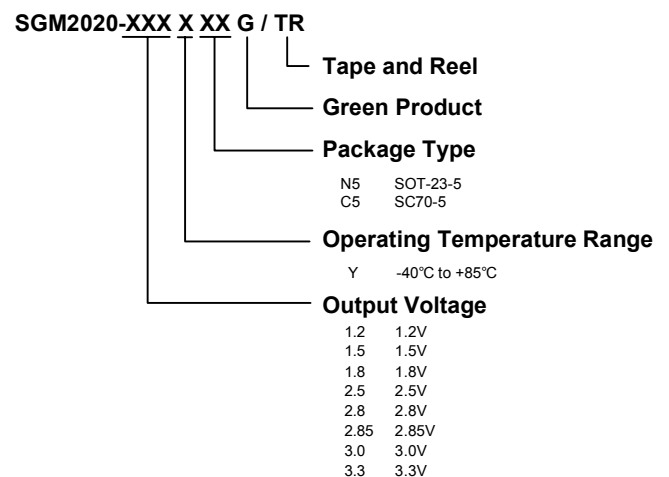 SGM2020-XXX X XX G / TR
Tape and Reel
Green Product
Package Type
N5 SOT-23-5
C5 SC70-5
Operating Temperature Range
Y -40℃ to +85℃
Output Voltage
1.2 1.2V
1.5 1.5V
1.8 1.8V
2.5 2.5V
2.8 2.8V
2.85 2.85V
3.0 3.0V
3.3 3.3V